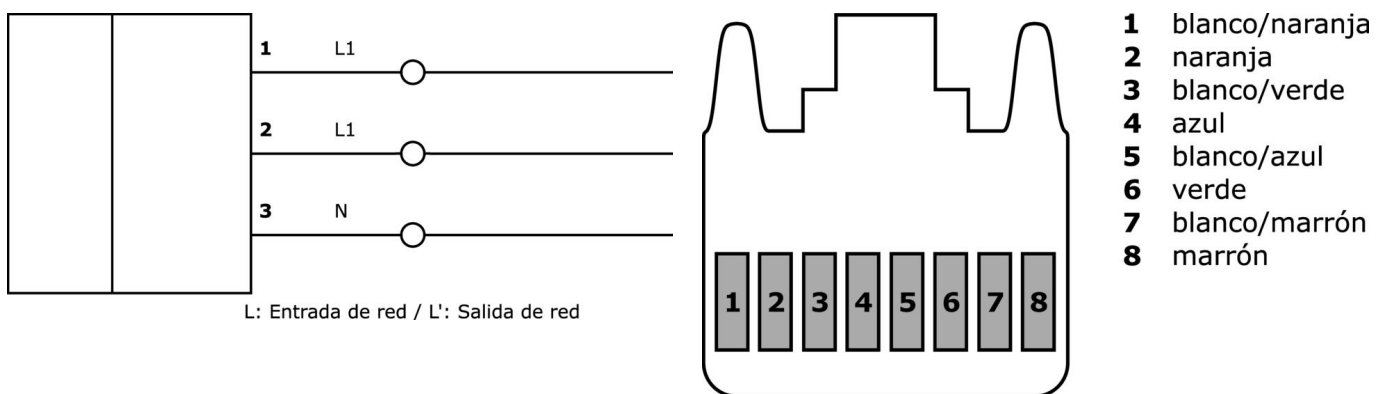 1 L1
2 L1
3 N
L: Entrada de red / L': Salida de red
1 2 3 4 5 6 7 8
1 blanco/naranja
2 naranja
3 blanco/verde
4 azul
5 blanco/azul
6 verde
7 blanco/marrón
8 marrón